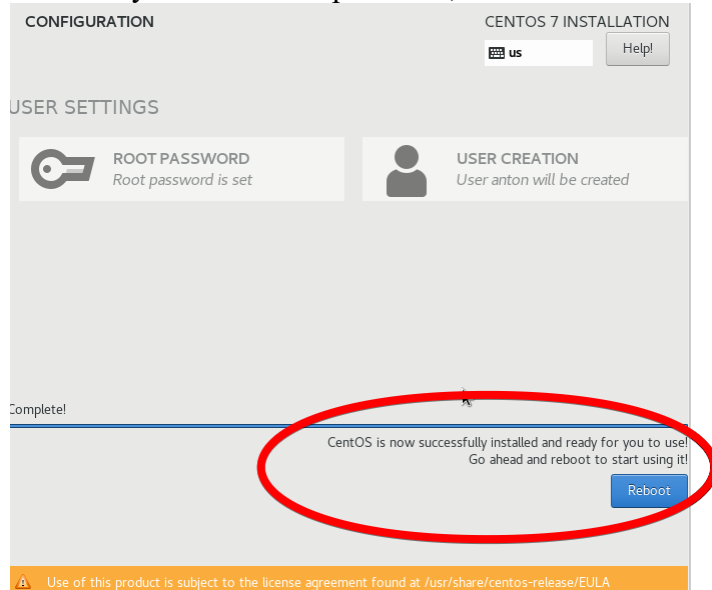 CONFIGURATION
CENTOS 7 INSTALLATION
us
Help!
USER SETTINGS
ROOT PASSWORD
Root password is set
USER CREATION
User anton will be created
Complete!
CentOS is now successfully installed and ready for you to use!
Go ahead and reboot to start using it!
Reboot
Use of this product is subject to the license agreement found at /usr/share/centos-release/EULA